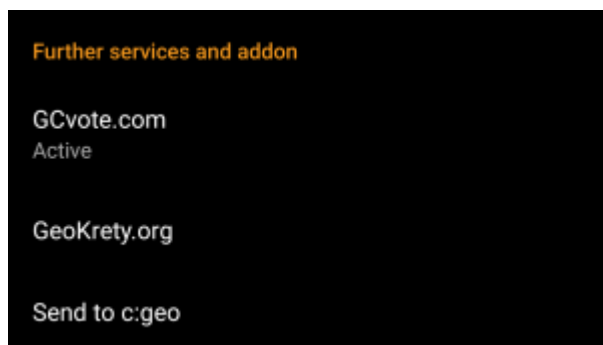 Further services and addon
GCvote.com
Active
GeoKrety.org
Send to c:geo